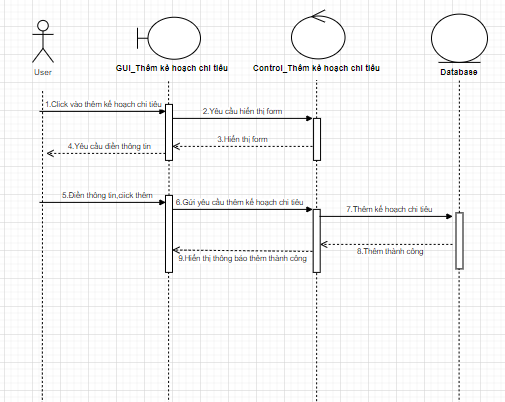 User
GUI_Thêm kế hoạch chi tiêu
Control_Thêm kế hoạch chi tiêu
Database
1.Click vào thêm kế hoạch chi tiêu
2.Yêu cầu hiển thị form
3.Hiển thị form
4.Yêu cầu điền thông tin
5.Điền thông tin,click thêm
6.Gửi yêu cầu thêm kế hoạch chi tiêu
7.Thêm kế hoạch chi tiêu
8.Thêm thành công
9.Hiển thị thông báo thêm thành công